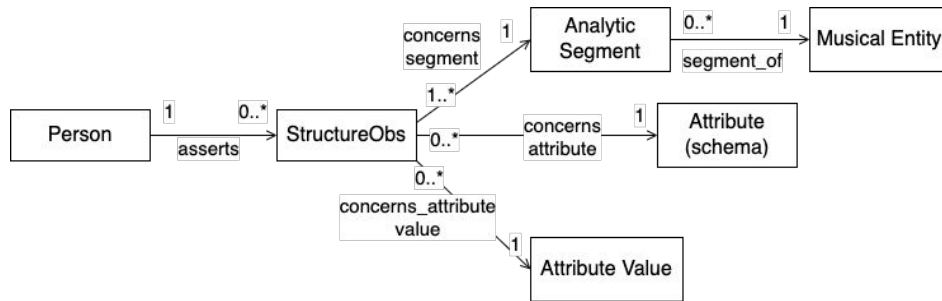 concerns
segment
1
Analytic
Segment
0..*
1
segment_of
Musical Entity
1..*
Person
1
0..*
asserts
StructureObs
0..*
concerns
attribute
1
Attribute
(schema)
0..*
concerns_attribute
value
1
Attribute Value